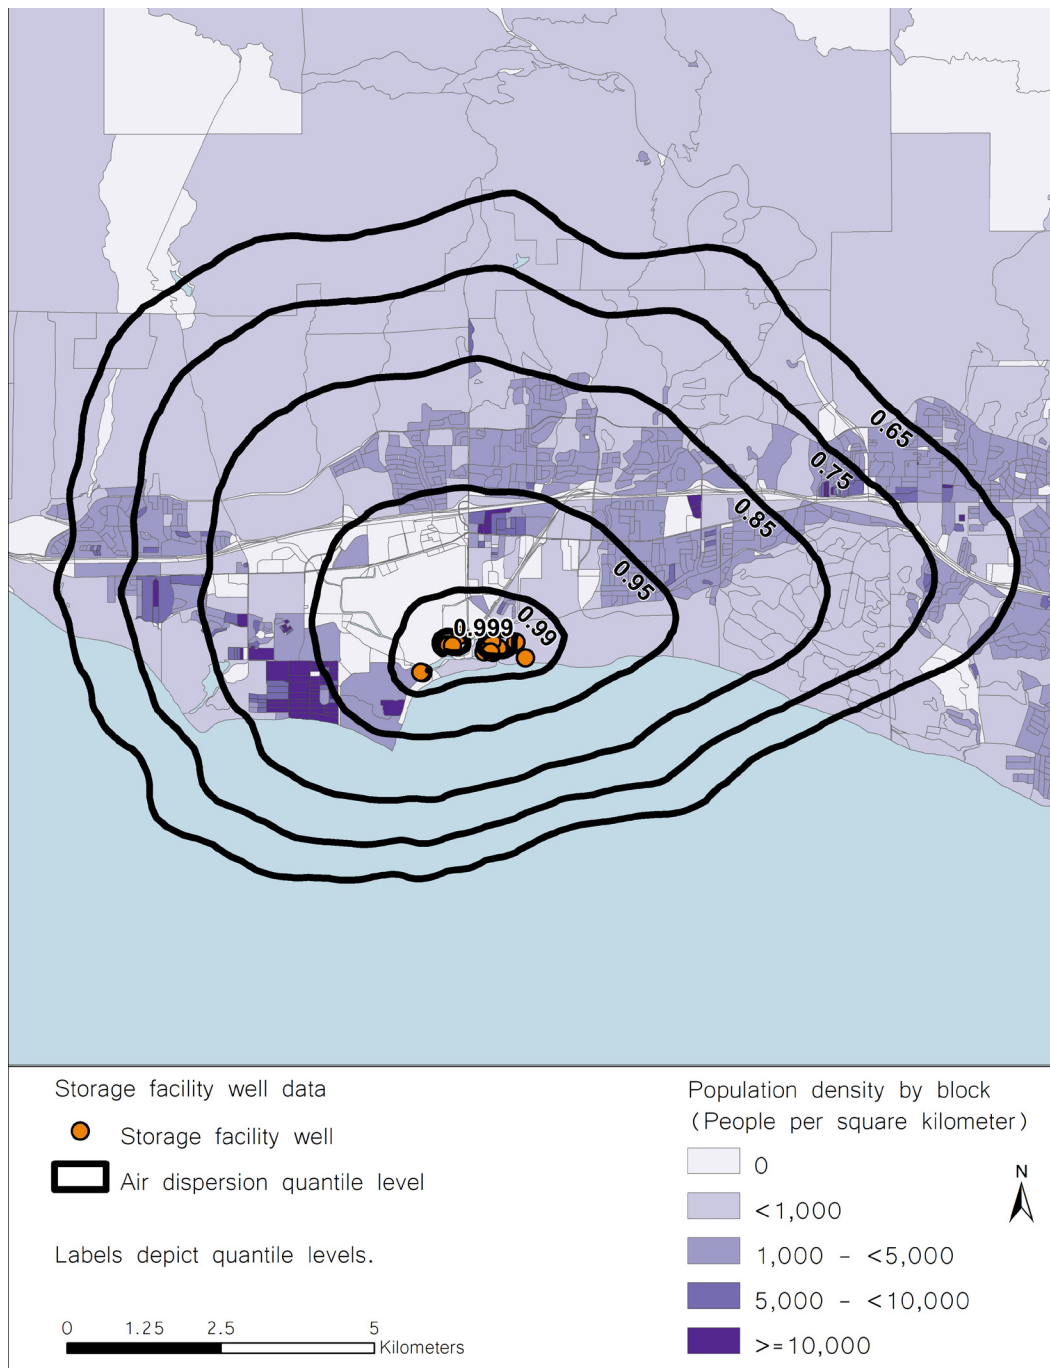 0.65
0.75
0.85
0.95
0.99
0.999
Storage facility well data
Storage facility well
Air dispersion quantile level
Labels depict quantile levels.
0 1.25 2.5 5
Kilometers
Population density by block
(People per square kilometer)
0
<1,000
1,000 - <5,000
5,000 - <10,000
>=10,000
N